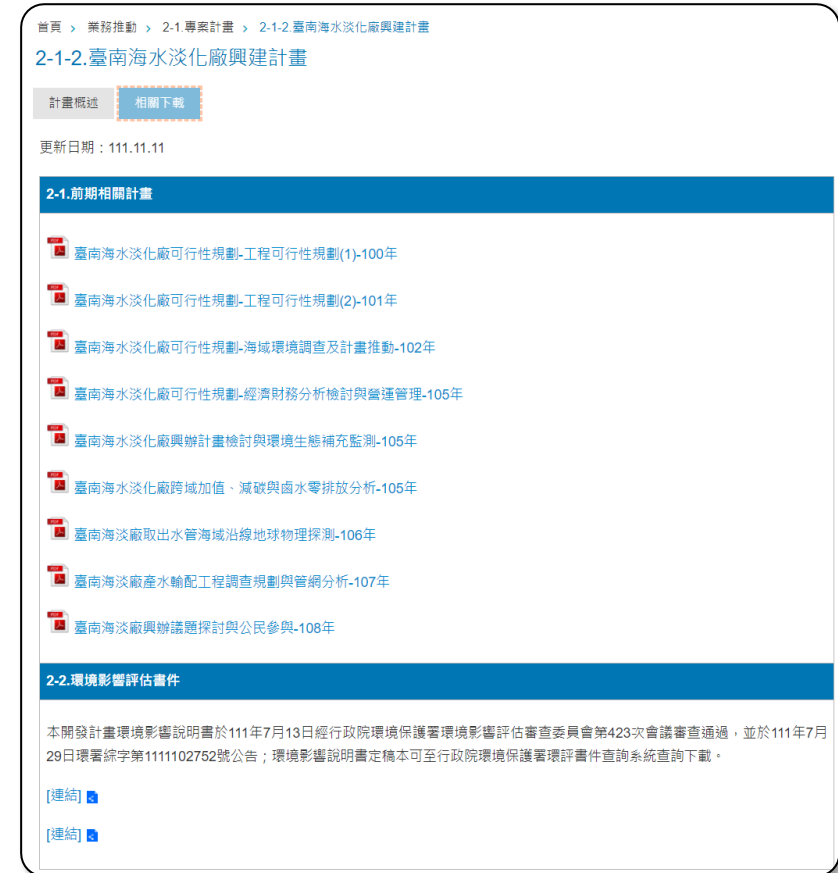 首頁 › 業務推動 › 2-1.專案計畫 › 2-1-2.臺南海水淡化廠興建計畫
2-1-2.臺南海水淡化廠興建計畫
計畫概述 相關下載
更新日期：111.11.11
2-1.前期相關計畫
臺南海水淡化廠可行性規劃-工程可行性規劃(1)-100年
臺南海水淡化廠可行性規劃-工程可行性規劃(2)-101年
臺南海水淡化廠可行性規劃-海域環境調查及計畫推動-102年
臺南海水淡化廠可行性規劃-經濟財務分析檢討與營運管理-105年
臺南海水淡化廠興辦計畫檢討與環境生態補充監測-105年
臺南海水淡化廠跨域加值、減碳與鹵水零排放分析-105年
臺南海淡廠取出水管海域沿線地球物理探測-106年
臺南海淡廠產水輸配工程調查規劃與管網分析-107年
臺南海淡廠興辦議題探討與公民參與-108年
2-2.環境影響評估書件
本開發計畫環境影響說明書於111年7月13日經行政院環境保護署環境影響評估審查委員會第423次會議審查通過，並於111年7月
29日環署綜字第1111102752號公告；環境影響說明書定稿本可至行政院環境保護署環評書件查詢系統查詢下載。
[連結]
[連結]